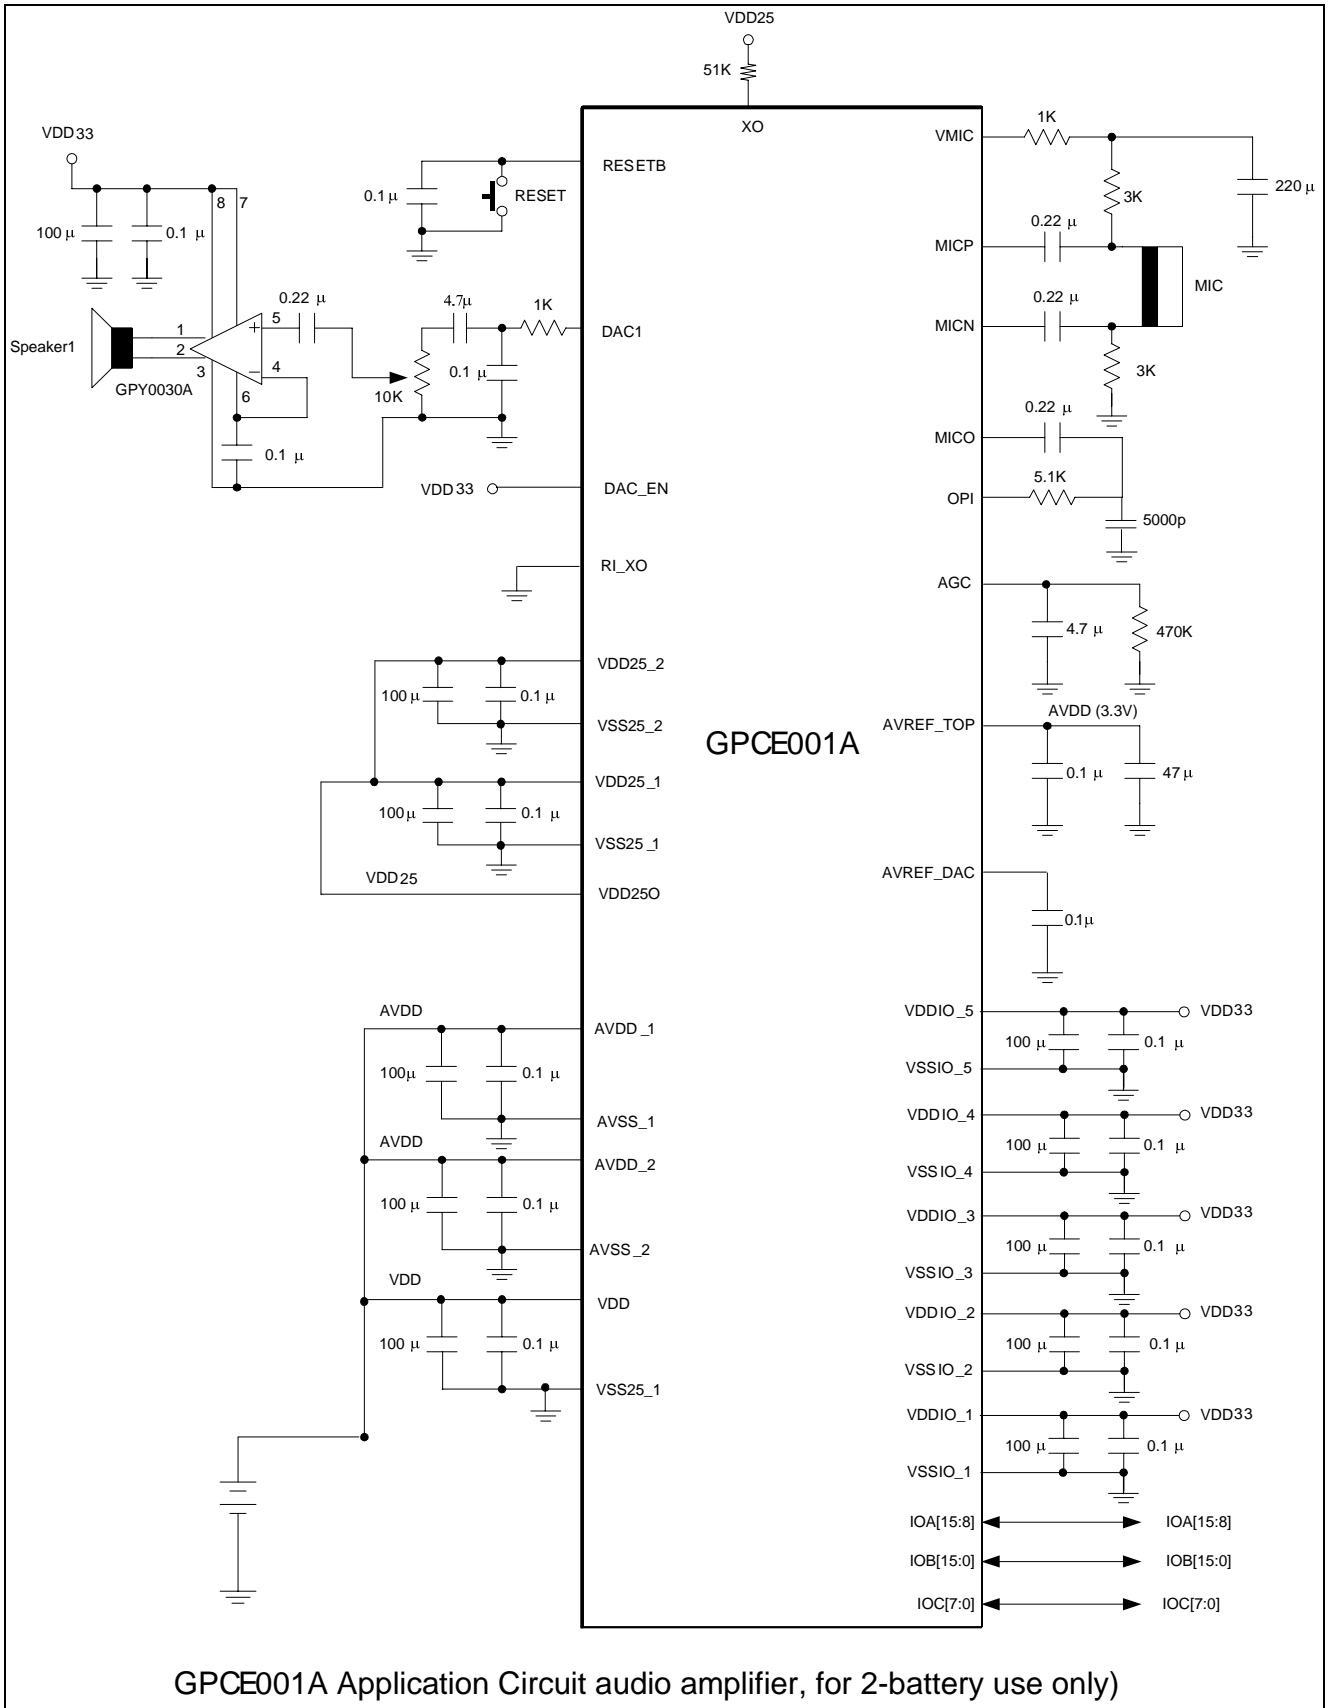 VDD25
51K
XO
VDD33
8 7
100 μ
0.1 μ
0.1 μ
RESET
RESETB
0.22 μ
4.7μ
1K
DAC1
Speaker1
1
2
3
5
4
6
+
−
GPY0030A
10K
0.1 μ
0.1 μ
VDD33
DAC_EN
RI_XO
VDD25_2
100 μ
0.1 μ
VSS25_2
VDD25_1
100μ
0.1 μ
VSS25_1
VDD25
VDD25O
AVDD
AVDD_1
100μ
0.1 μ
AVSS_1
AVDD
AVDD_2
100 μ
0.1 μ
AVSS_2
VDD
VDD
100 μ
0.1 μ
VSS25_1
GPCE001A
VMIC
1K
220 μ
3K
MICP
0.22 μ
MIC
0.22 μ
MICN
3K
0.22 μ
MICO
5.1K
OPI
5000p
AGC
4.7 μ
470K
AVDD (3.3V)
AVREF_TOP
0.1 μ
47 μ
AVREF_DAC
0.1μ
VDDIO_5
VDD33
100 μ
0.1 μ
VSSIO_5
VDDIO_4
VDD33
100 μ
0.1 μ
VSSIO_4
VDDIO_3
VDD33
100 μ
0.1 μ
VSSIO_3
VDDIO_2
VDD33
100 μ
0.1 μ
VSSIO_2
VDDIO_1
VDD33
100 μ
0.1 μ
VSSIO_1
IOA[15:8]
IOA[15:8]
IOB[15:0]
IOB[15:0]
IOC[7:0]
IOC[7:0]
GPCE001A Application Circuit audio amplifier, for 2-battery use only)